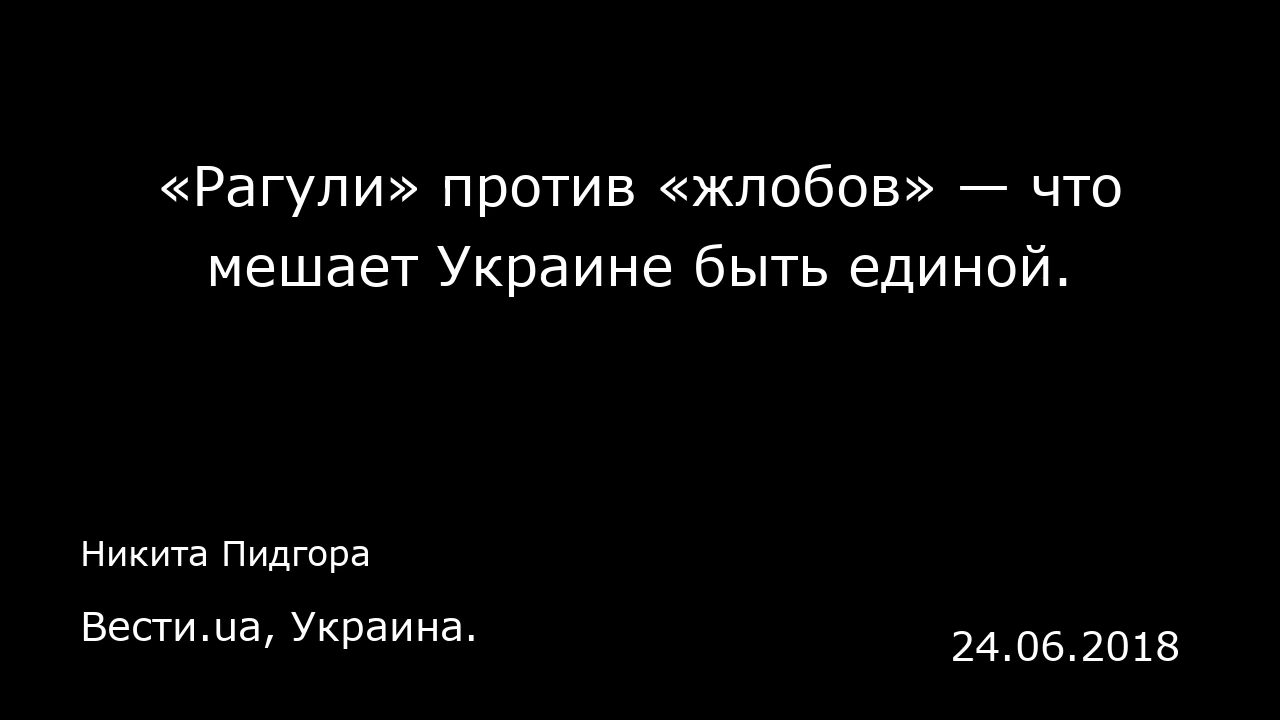 «Рагули» против «жлобов» — что
мешает Украине быть единой.
Никита Пидгора
Вести.ua, Украина.
24.06.2018